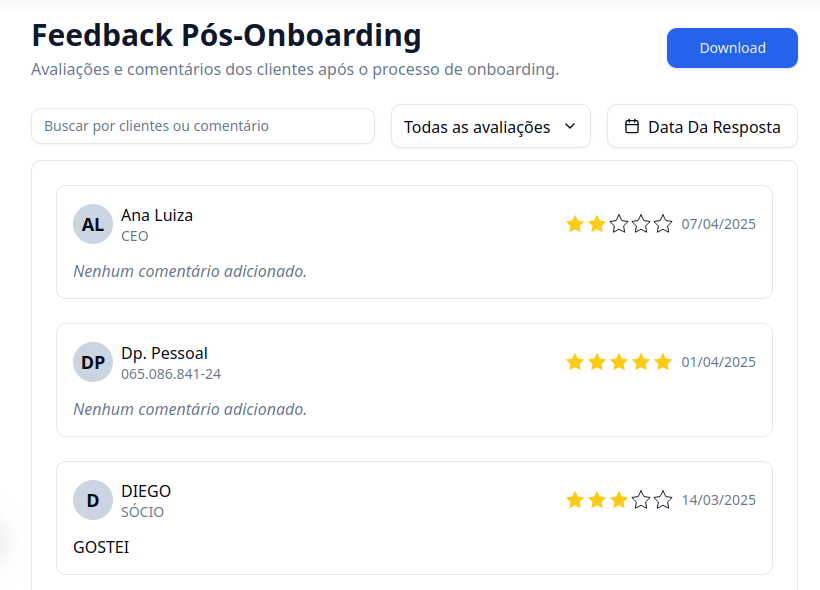 Feedback Pós-Onboarding
Avaliações e comentários dos clientes após o processo de onboarding.
Download
Buscar por clientes ou comentário
Todas as avaliações
Data Da Resposta
AL
Ana Luiza
CEO
07/04/2025
Nenhum comentário adicionado.
DP
Dp. Pessoal
065.086.841-24
01/04/2025
Nenhum comentário adicionado.
D
DIEGO
SÓCIO
14/03/2025
GOSTEI